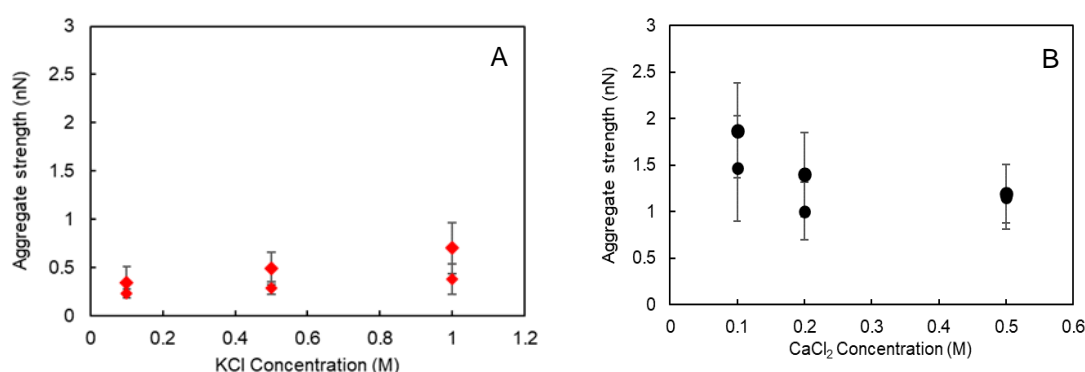 A
3
2.5
2
1.5
1
0.5
0
Aggregate strength (nN)
0 0.2 0.4 0.6 0.8 1 1.2
KCl Concentration (M)
B
3
2.5
2
1.5
1
0.5
0
Aggregate strength (nN)
0 0.1 0.2 0.3 0.4 0.5 0.6
CaCl₂ Concentration (M)